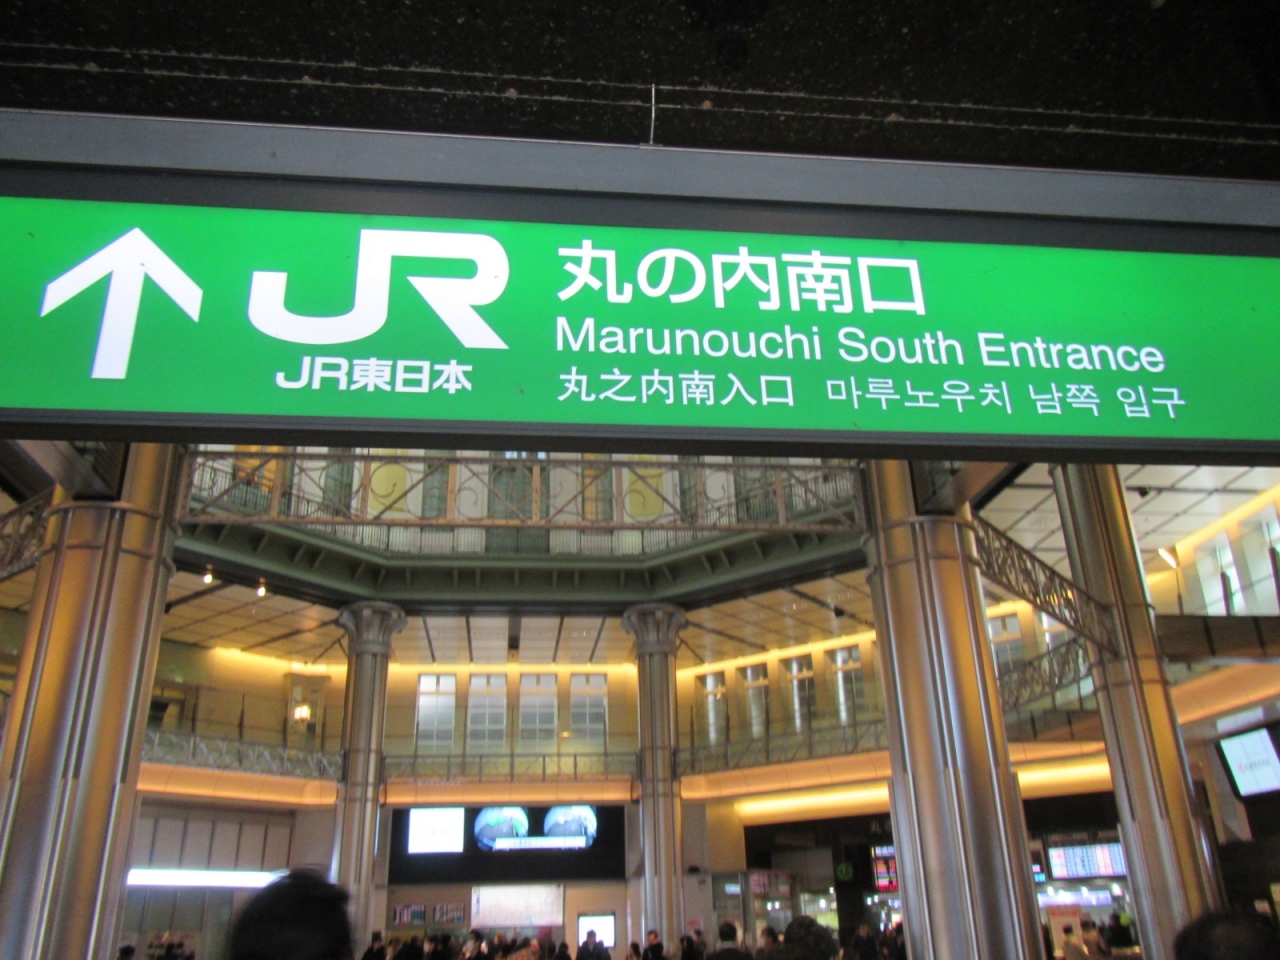 JR
JR東日本
丸の内南口
Marunouchi South Entrance
丸之内南入口 마루노우치 남쪽 입구